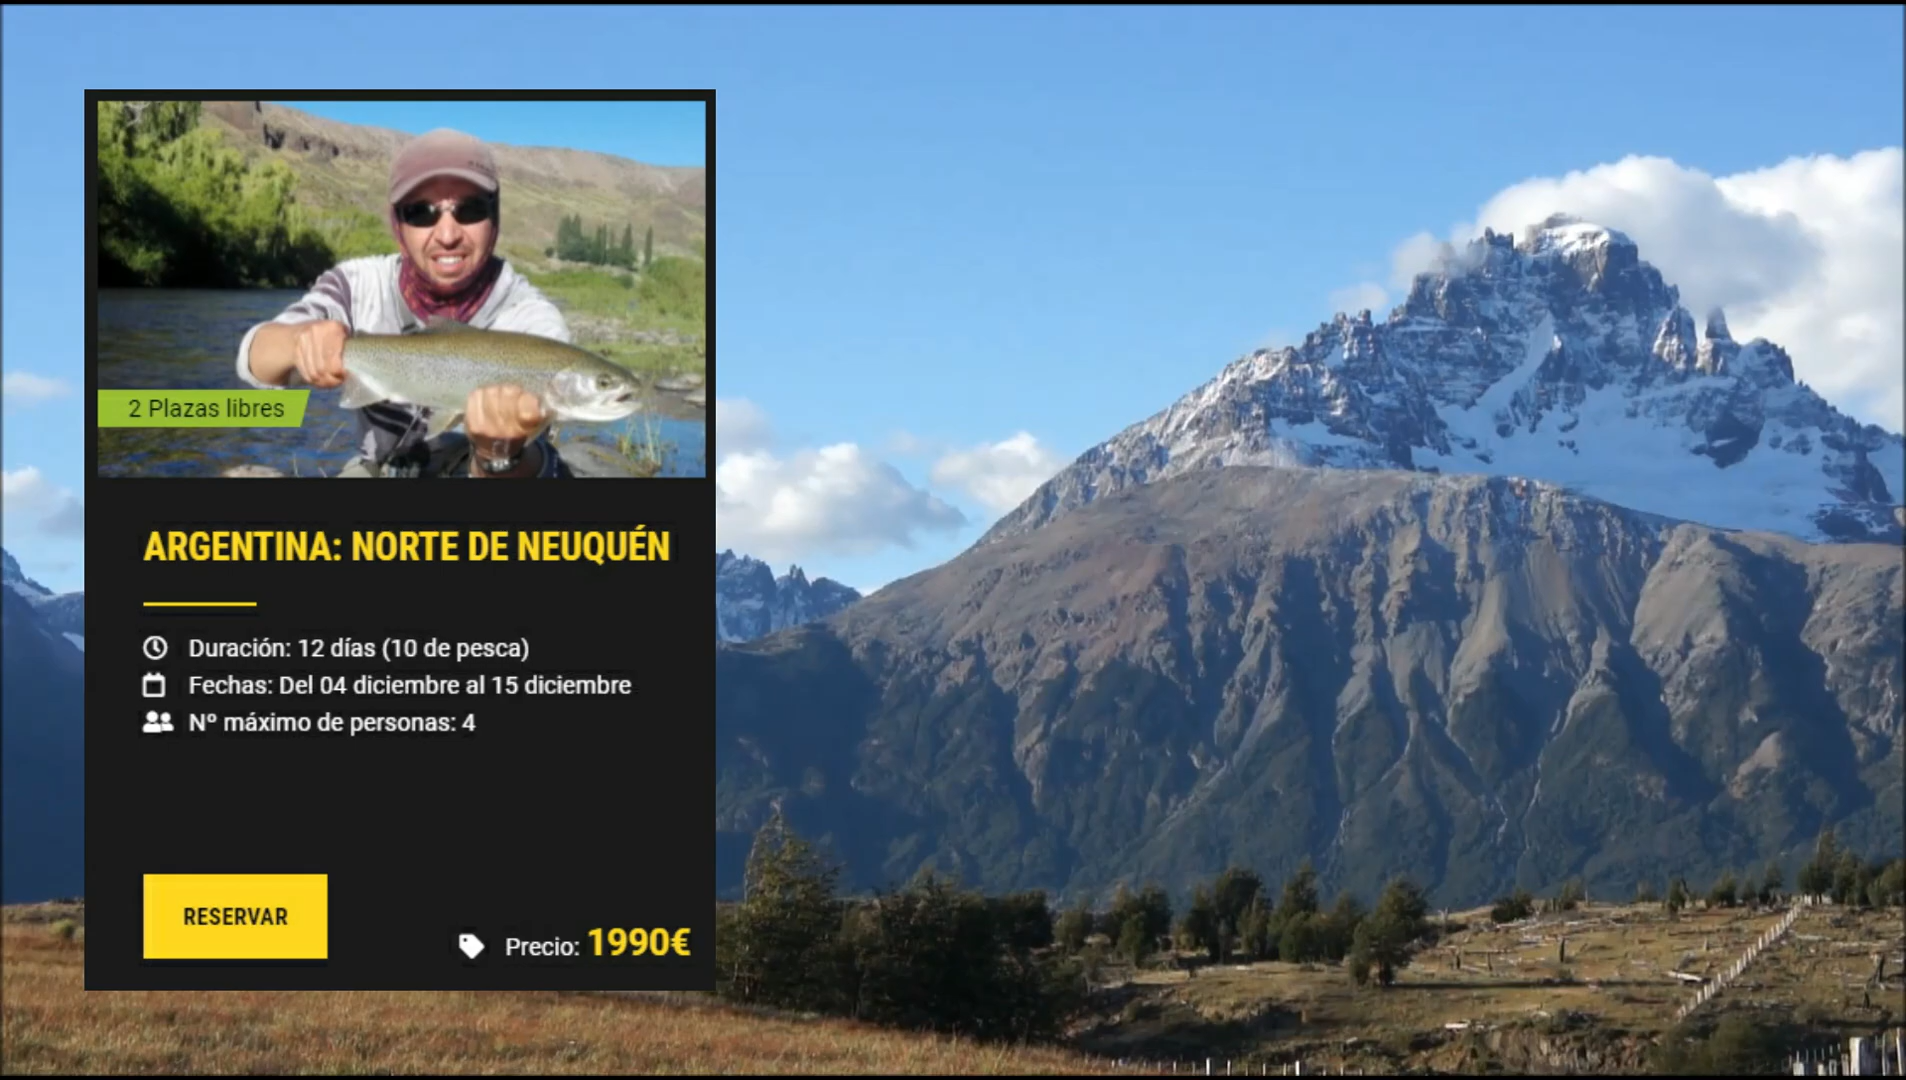 2 Plazas libres
ARGENTINA: NORTE DE NEUQUÉN
Duración: 12 días (10 de pesca)
Fechas: Del 04 diciembre al 15 diciembre
Nº máximo de personas: 4
RESERVAR
Precio: 1990€